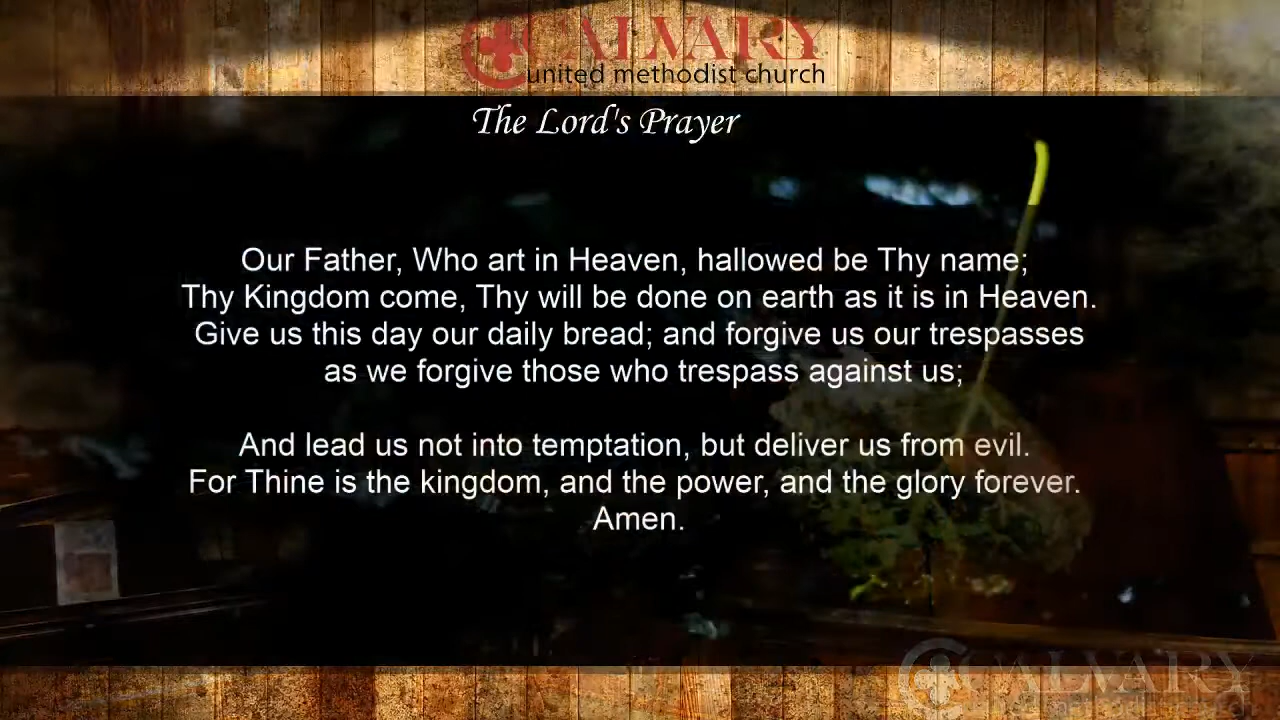 CALVARY
united methodist church
The Lord's Prayer
Our Father, Who art in Heaven, hallowed be Thy name;
Thy Kingdom come, Thy will be done on earth as it is in Heaven.
Give us this day our daily bread; and forgive us our trespasses
as we forgive those who trespass against us;
And lead us not into temptation, but deliver us from evil.
For Thine is the kingdom, and the power, and the glory forever.
Amen.
CALVARY
united methodist church